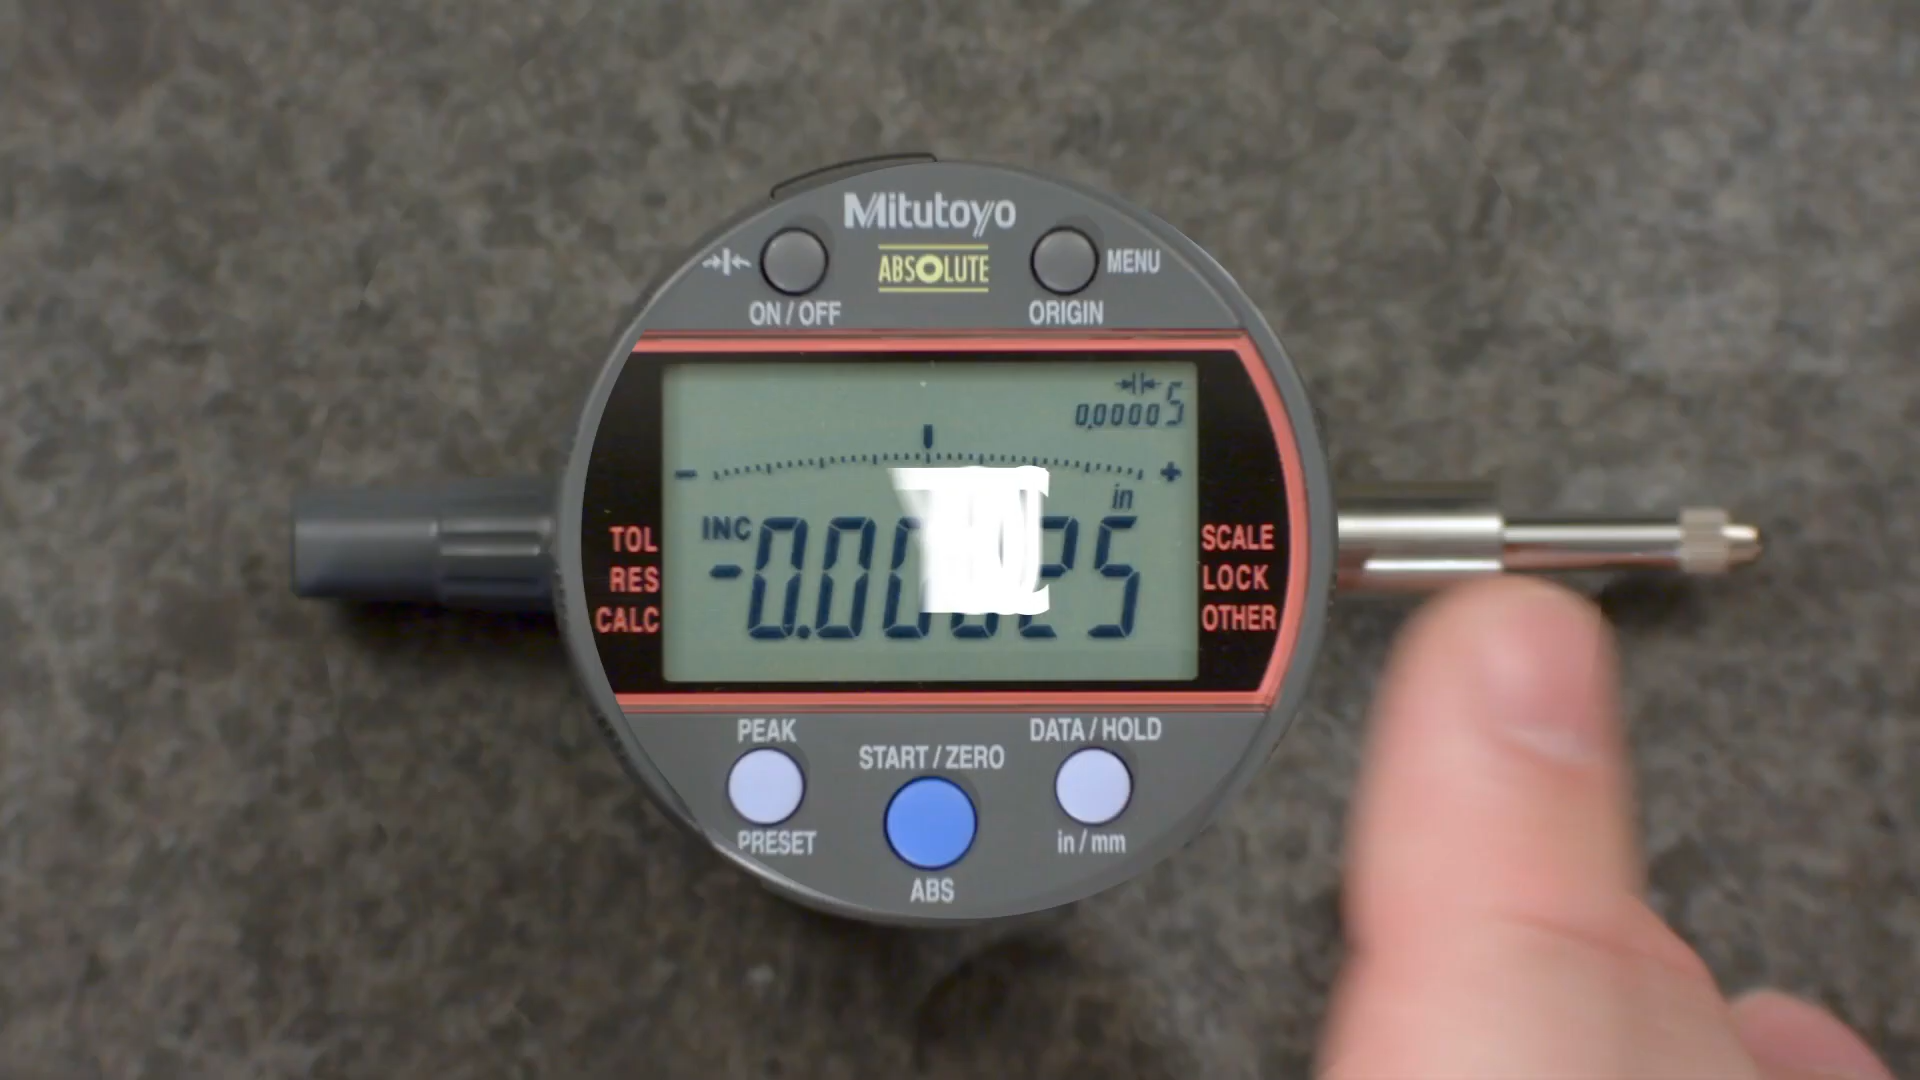 Mitutoyo
ABSOLUTE
MENU
ON / OFF
ORIGIN
0.00005
in
INC
TOL
RES
CALC
SCALE
LOCK
OTHER
PEAK
DATA / HOLD
START / ZERO
PRESET
in / mm
ABS